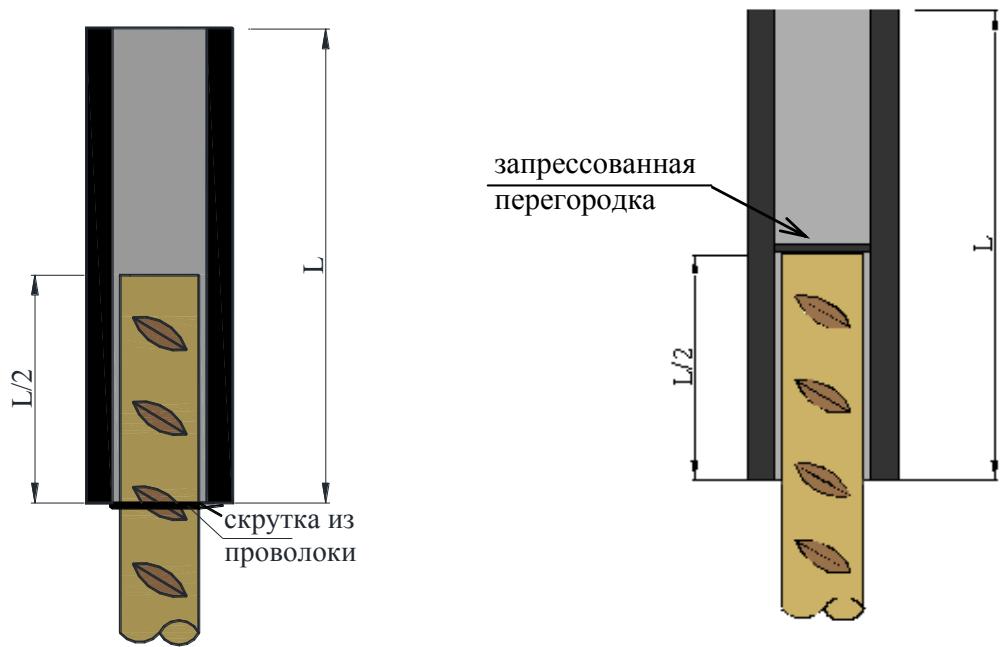 L
L/2
скрутка из
проволоки
запрессованная
перегородка
L
L/2